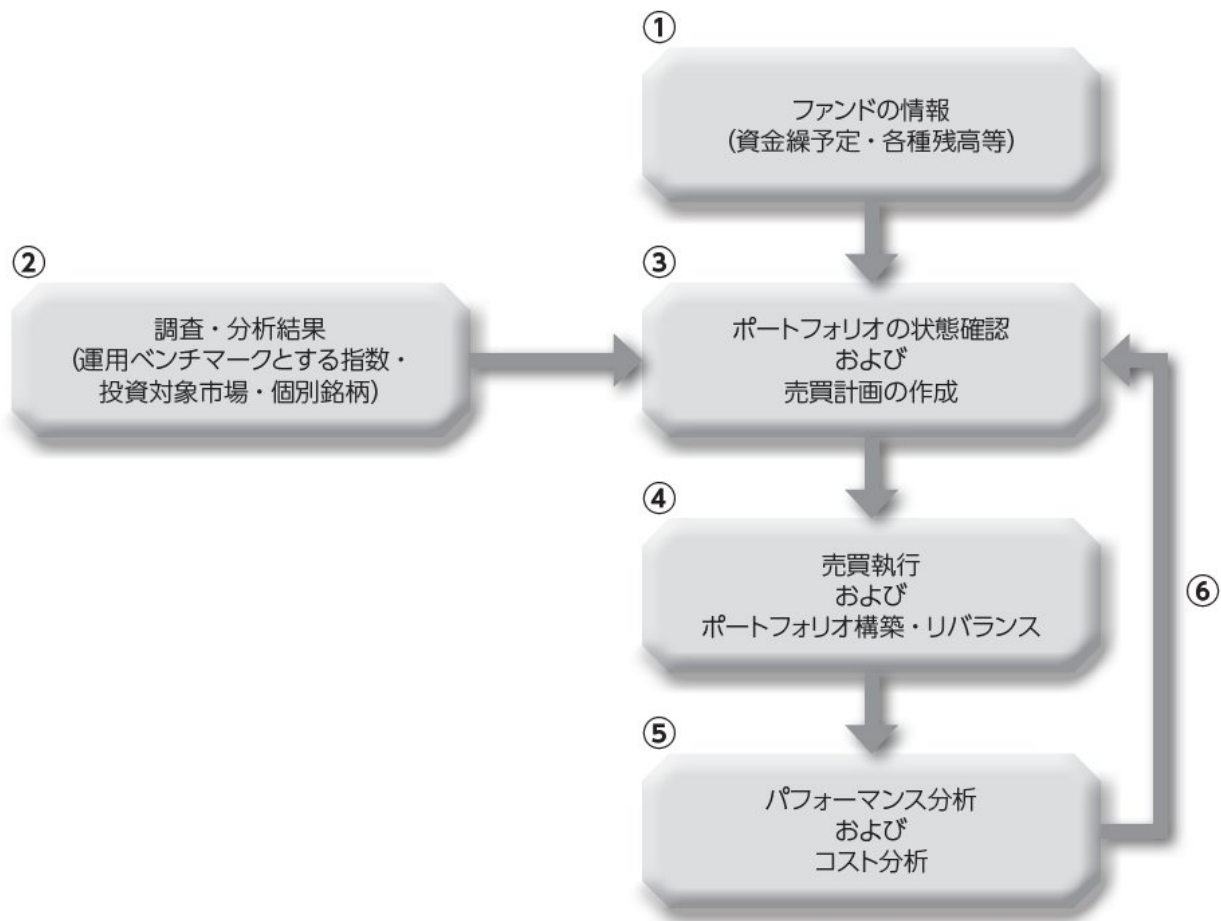 ①
ファンドの情報
(資金繰予定・各種残高等)
②
調査・分析結果
(運用ベンチマークとする指数・
投資対象市場・個別銘柄)
③
ポートフォリオの状態確認
および
売買計画の作成
④
売買執行
および
ポートフォリオ構築・リバランス
⑥
⑤
パフォーマンス分析
および
コスト分析